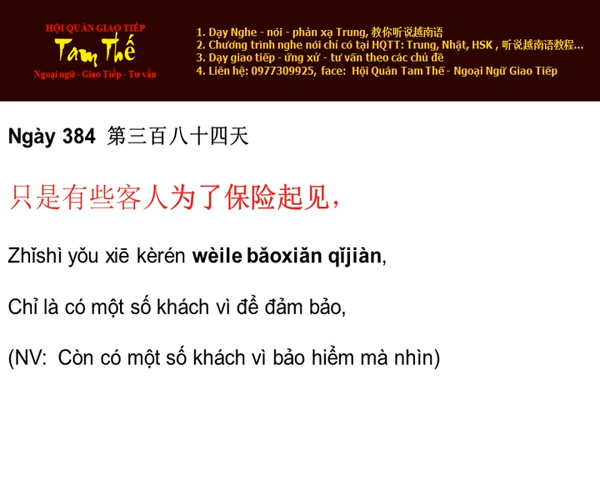 HỘI QUÁN GIAO TIẾP
Tam Thế
Ngoại ngữ - Giao Tiếp - Tư vấn
1. Dạy Nghe - nói - phản xạ Trung, 教你听说越南语
2. Chương trình nghe nói chỉ có tại HQTT: Trung, Nhật, HSK , 听说越南语教程...
3. Dạy giao tiếp - ứng xử - tư vấn theo các chủ đề
4. Liên hệ: 0977309925, face: Hội Quán Tam Thế - Ngoại Ngữ Giao Tiếp
Ngày 384 第三百八十四天
只是有些客人为了保险起见，
Zhǐshì yǒu xiē kèrén wèile bǎoxiǎn qǐjiàn,
Chỉ là có một số khách vì để đảm bảo,
(NV: Còn có một số khách vì bảo hiểm mà nhìn)